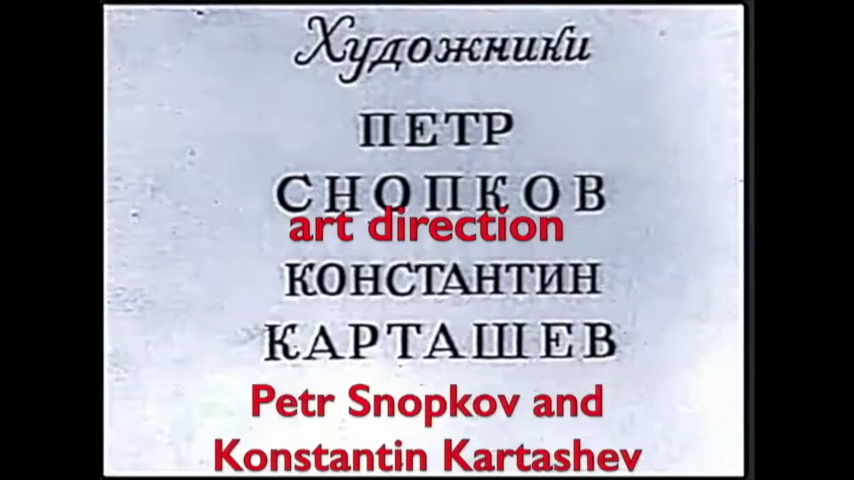 Художники
ПЕТР
СНОПКОВ
art direction
КОНСТАНТИН
КАРТАШЕВ
Petr Snopkov and
Konstantin Kartashev